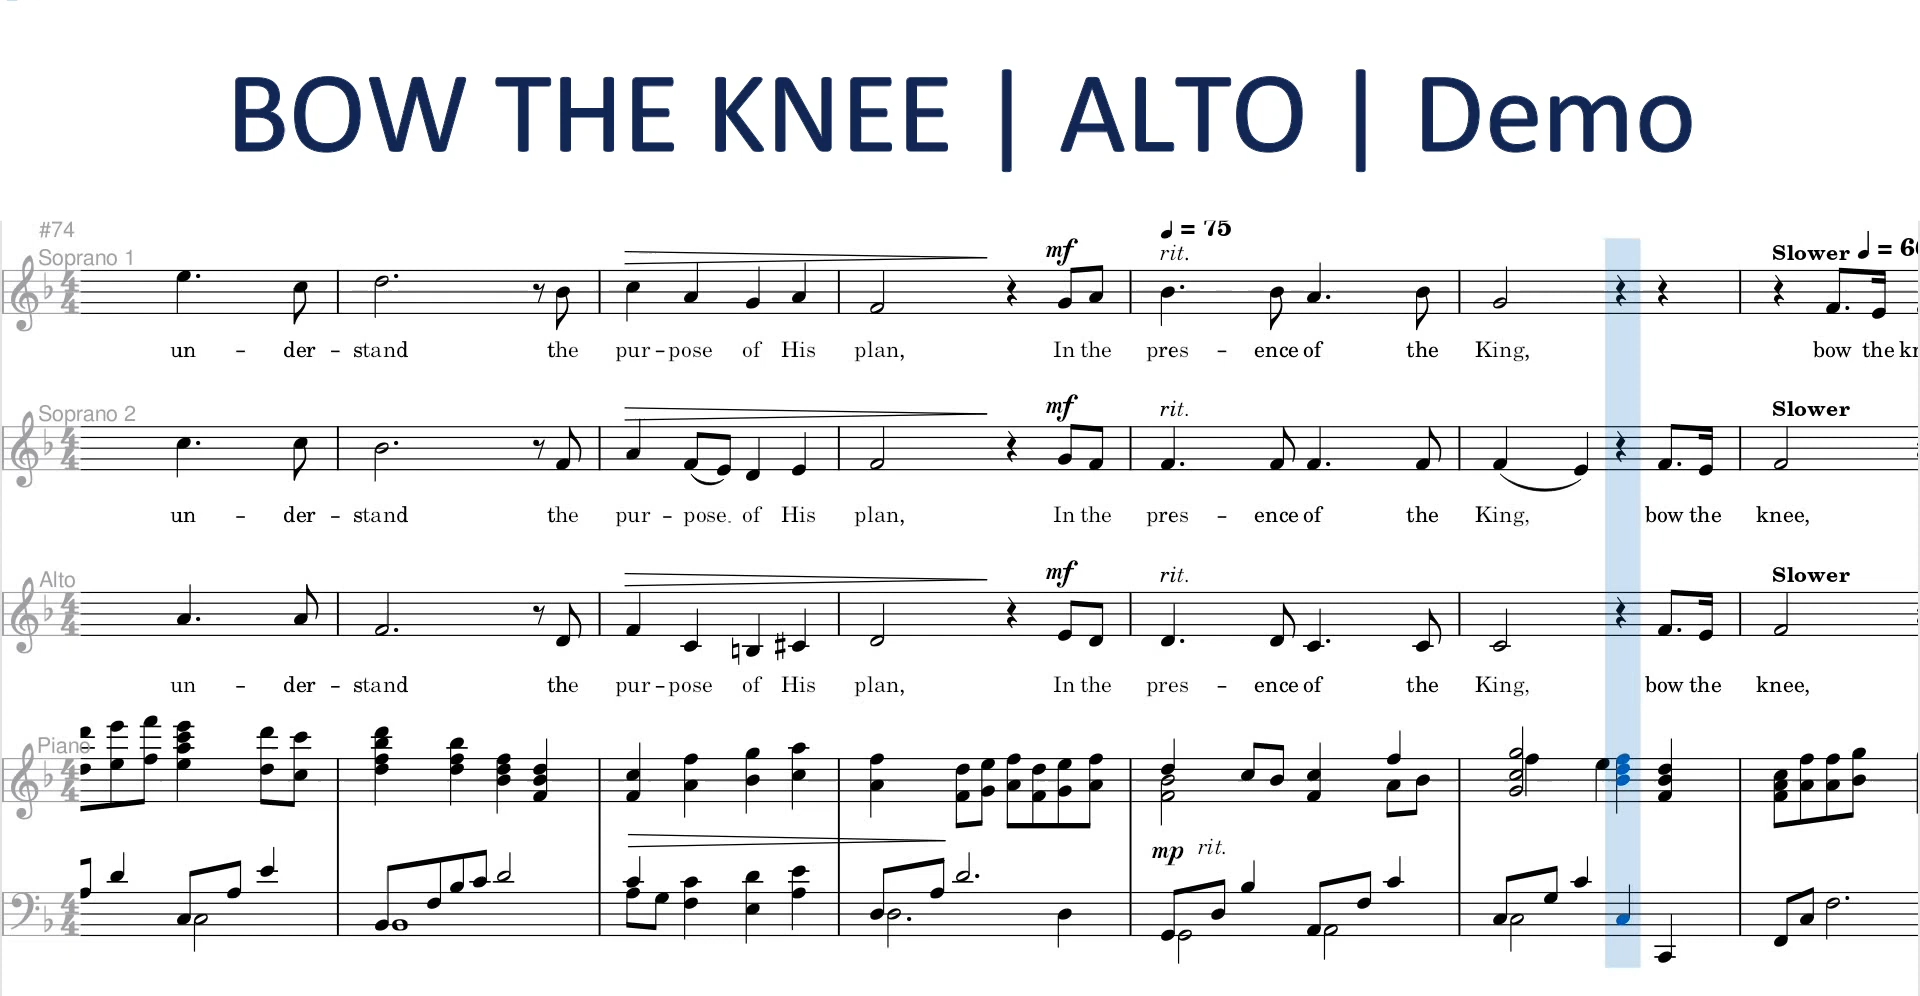 BOW THE KNEE | ALTO | Demo
#74
♩ = 75
Soprano 1
mf
rit.
Slower ♩ = 6
un - der - stand the pur - pose of His plan, In the pres - ence of the King, bow the kn
Soprano 2
mf
rit.
Slower
un - der - stand the pur - pose. of His plan, In the pres - ence of the King, bow the knee,
Alto
mf
rit.
Slower
un - der - stand the pur - pose of His plan, In the pres - ence of the King, bow the knee,
Piano
mp rit.